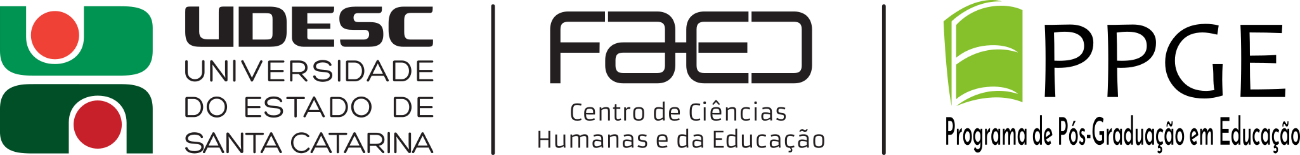 UDESC
UNIVERSIDADE
DO ESTADO DE
SANTA CATARINA
FAED
Centro de Ciências
Humanas e da Educação
PPGE
Programa de Pós-Graduação em Educação